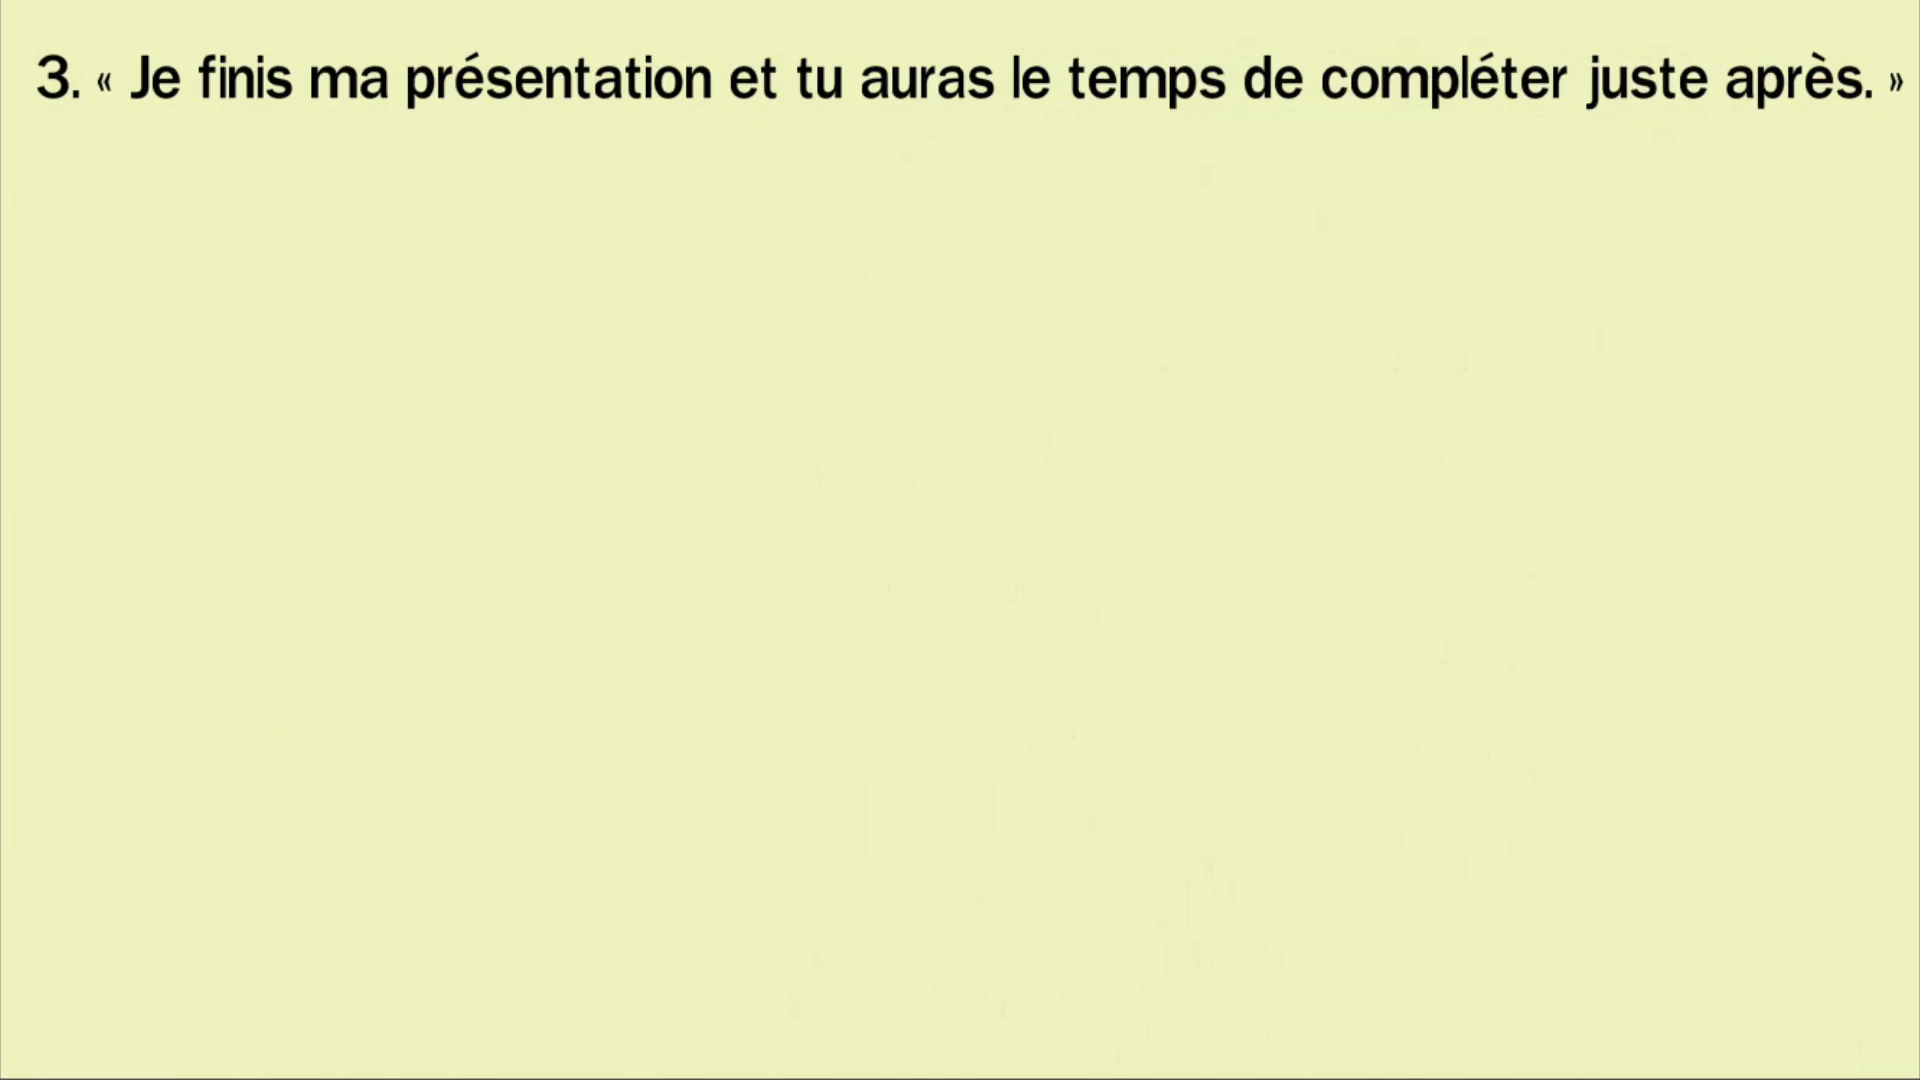 3. « Je finis ma présentation et tu auras le temps de compléter juste après. »